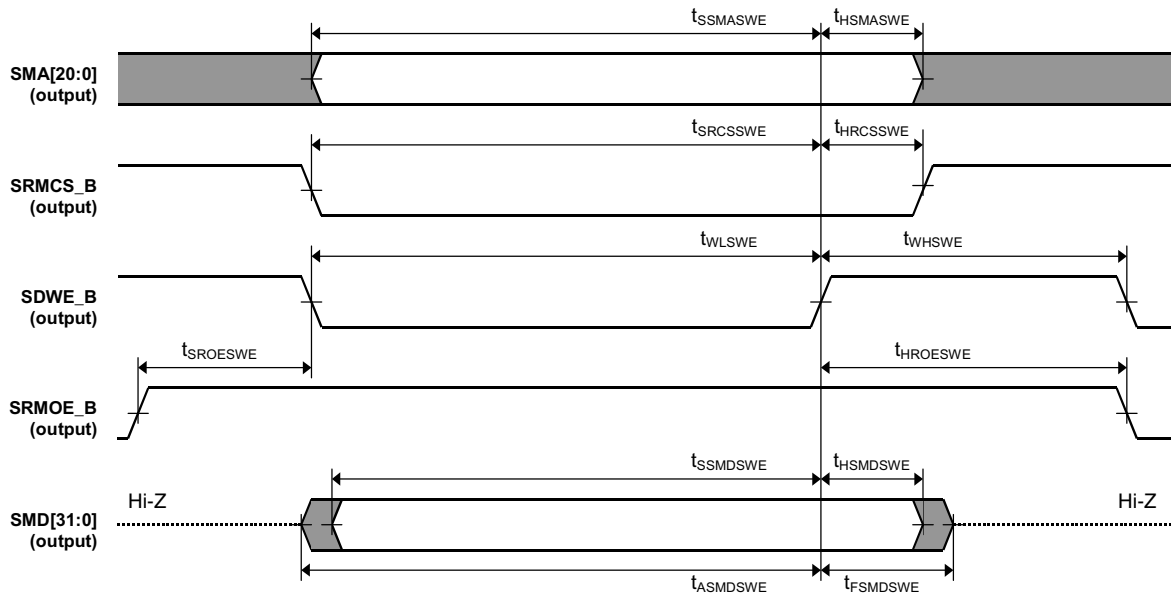 tSSMASWE tHSMASWE
SMA[20:0]
(output)
tSRCSSWE tHRCSSWE
SRMCS_B
(output)
tWLSWE tWHSWE
SDWE_B
(output)
tSROESWE tHROESWE
SRMOE_B
(output)
tSSMDSWE tHSMDSWE
Hi-Z Hi-Z
SMD[31:0]
(output)
tASMDSWE tFSMDSWE